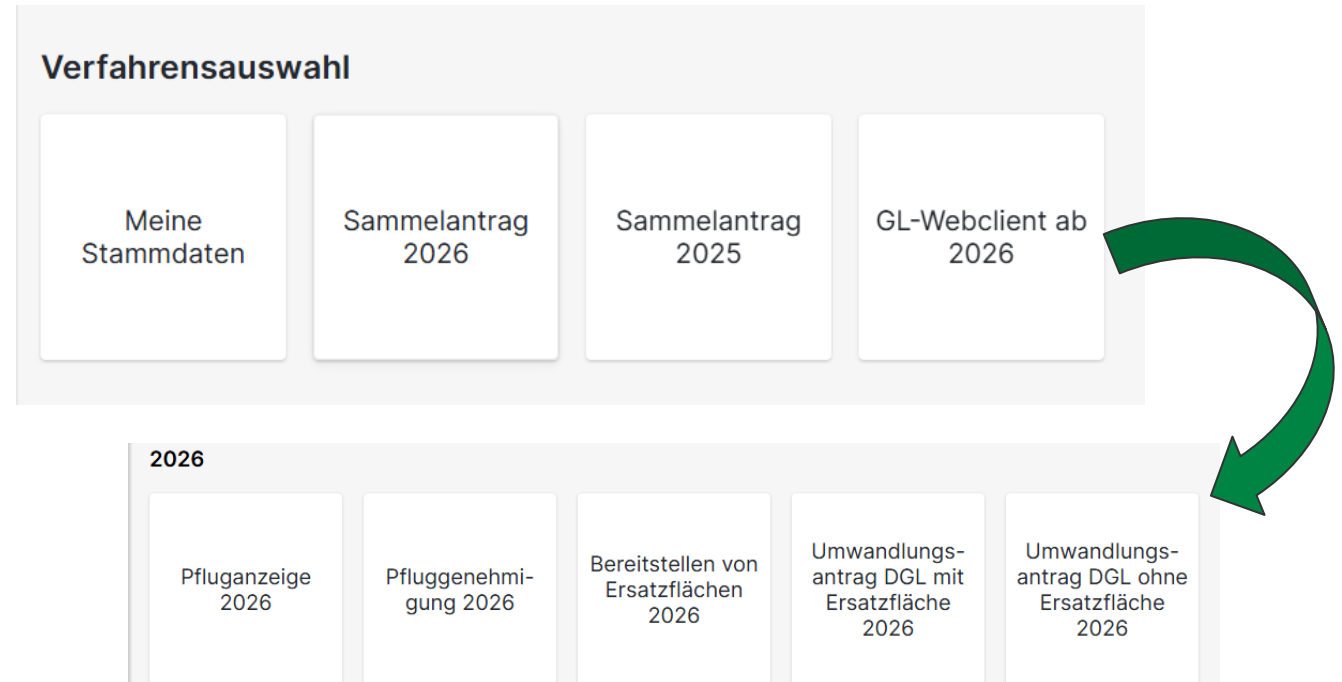 Verfahrensauswahl
Meine
Stammdaten
Sammelantrag
2026
Sammelantrag
2025
GL-Webclient ab
2026
2026
Pfluganzeige
2026
Pfluggenehmi-
gung 2026
Bereitstellen von
Ersatzflächen
2026
Umwandlungs-
antrag DGL mit
Ersatzfläche
2026
Umwandlungs-
antrag DGL ohne
Ersatzfläche
2026